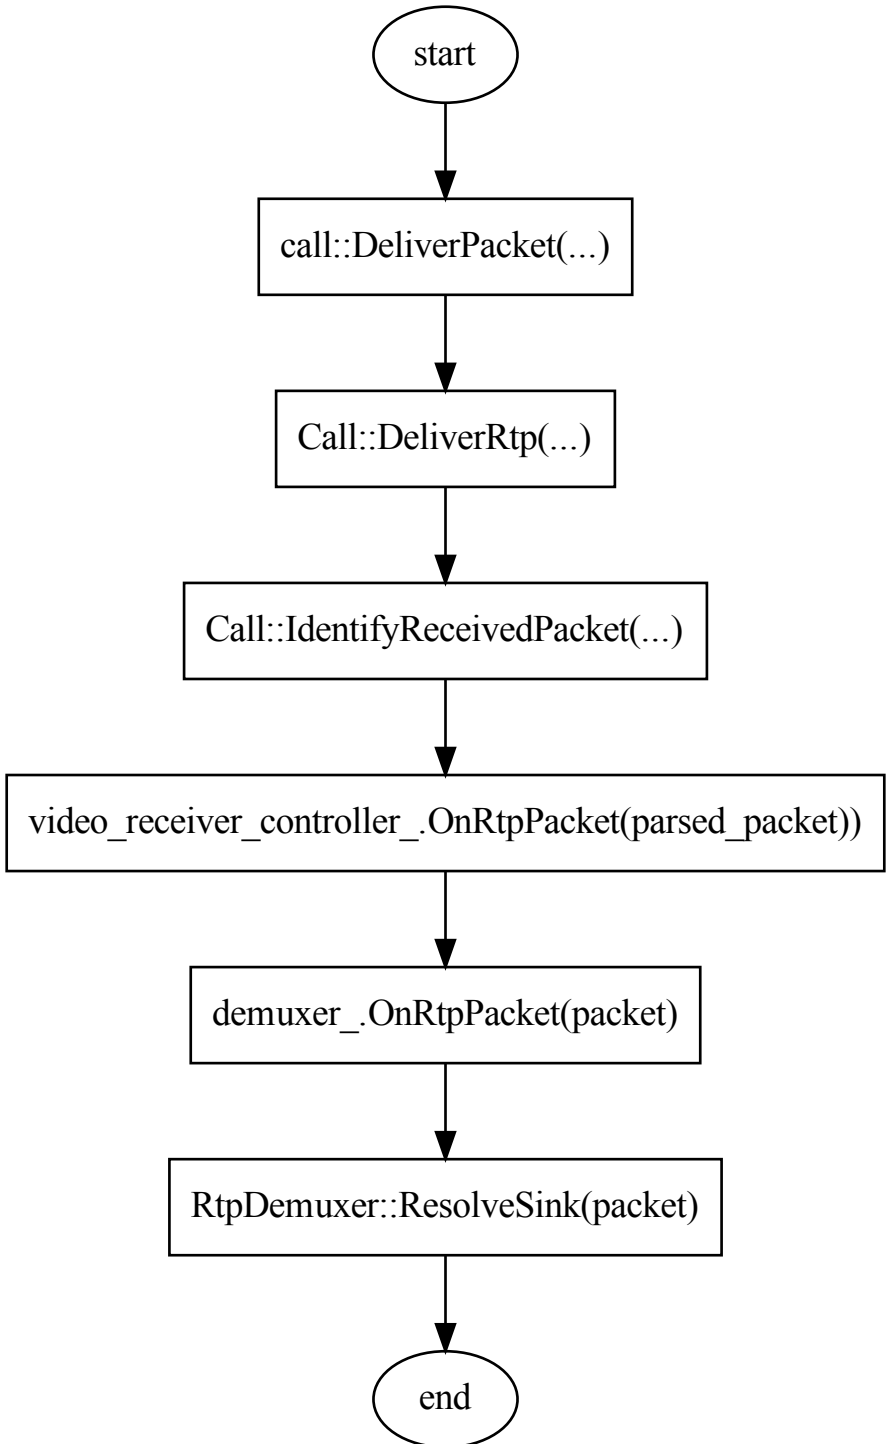 start
call::DeliverPacket(...)
Call::DeliverRtp(...)
Call::IdentifyReceivedPacket(...)
video_receiver_controller_.OnRtpPacket(parsed_packet))
demuxer_.OnRtpPacket(packet)
RtpDemuxer::ResolveSink(packet)
end